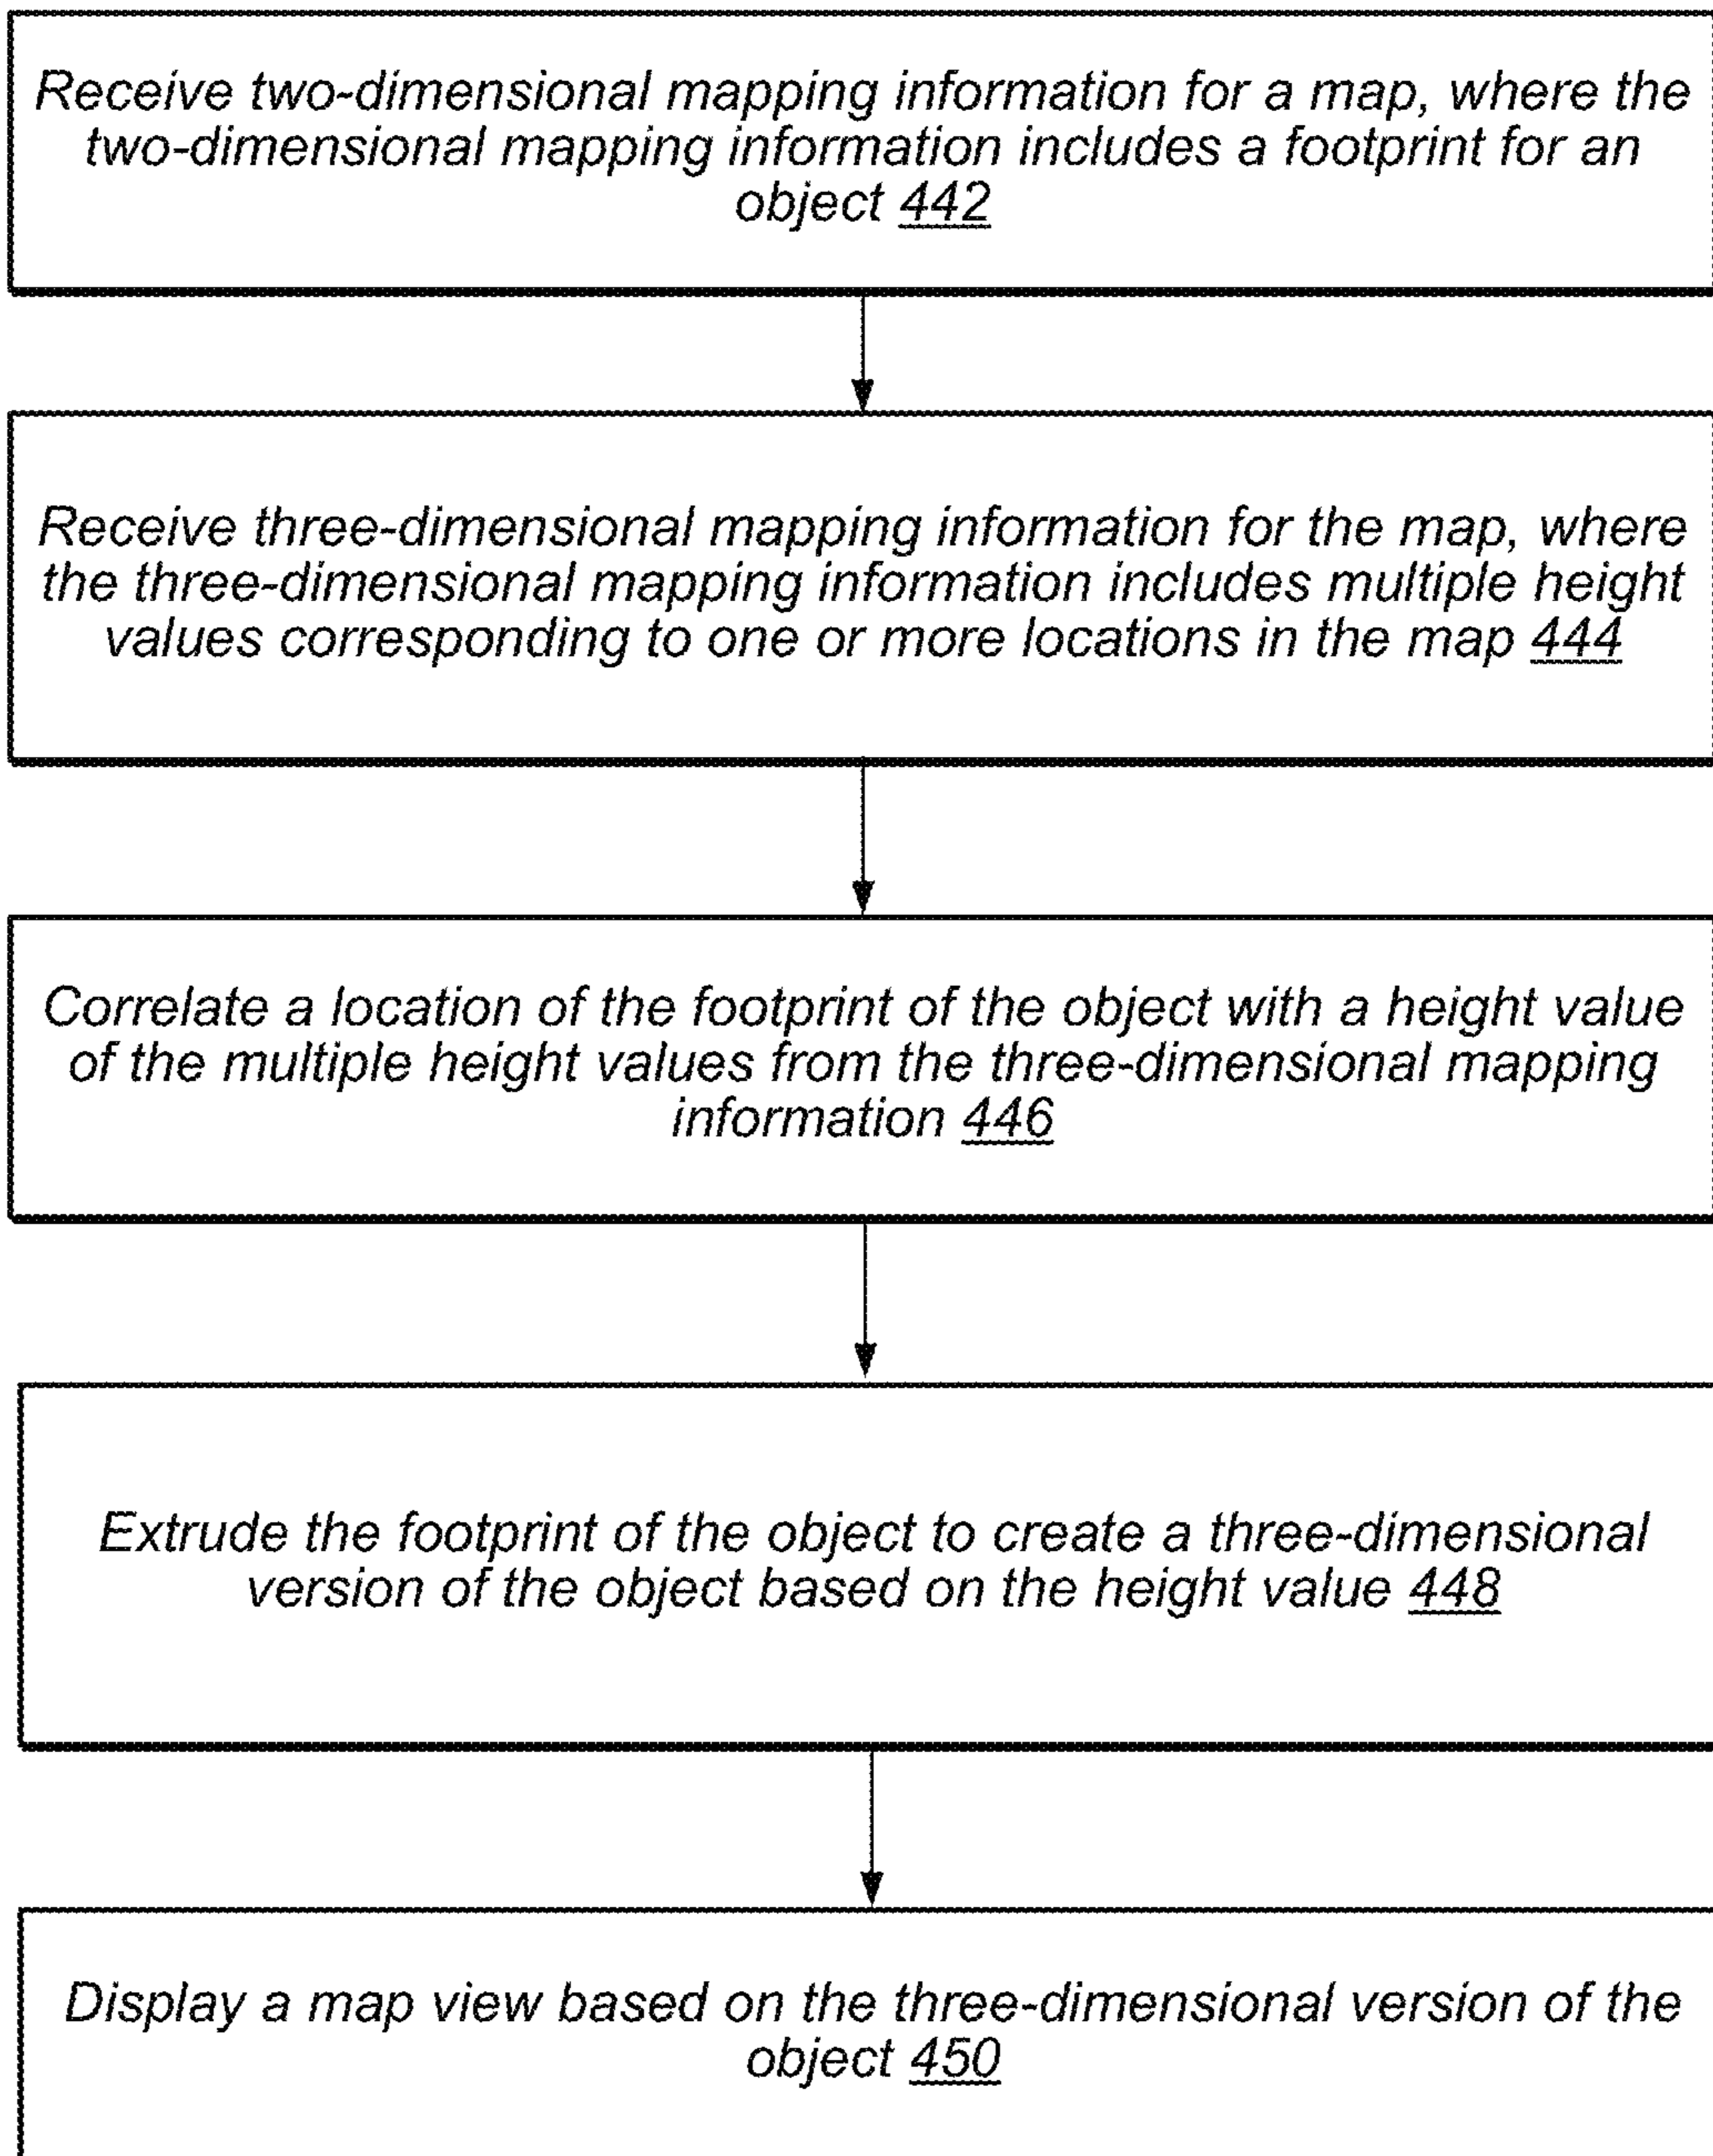 Receive two-dimensional mapping information for a map, where the
two-dimensional mapping information includes a footprint for an
object 442
Receive three-dimensional mapping information for the map, where
the three-dimensional mapping information includes multiple height
values corresponding to one or more locations in the map 444
Correlate a location of the footprint of the object with a height value
of the multiple height values from the three-dimensional mapping
information 446
Extrude the footprint of the object to create a three-dimensional
version of the object based on the height value 448
Display a map view based on the three-dimensional version of the
object 450